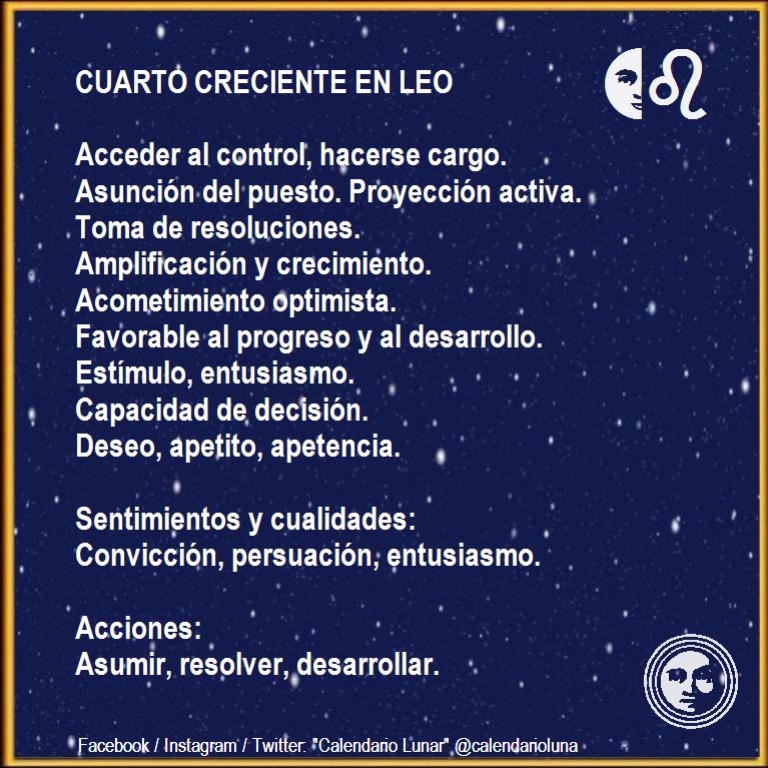 CUARTO CRECIENTE EN LEO
Acceder al control, hacerse cargo.
Asunción del puesto. Proyección activa.
Toma de resoluciones.
Amplificación y crecimiento.
Acometimiento optimista.
Favorable al progreso y al desarrollo.
Estímulo, entusiasmo.
Capacidad de decisión.
Deseo, apetito, apetencia.
Sentimientos y cualidades:
Convicción, persuación, entusiasmo.
Acciones:
Asumir, resolver, desarrollar.
Facebook / Instagram / Twitter: "Calendario Lunar" @calendarioluna